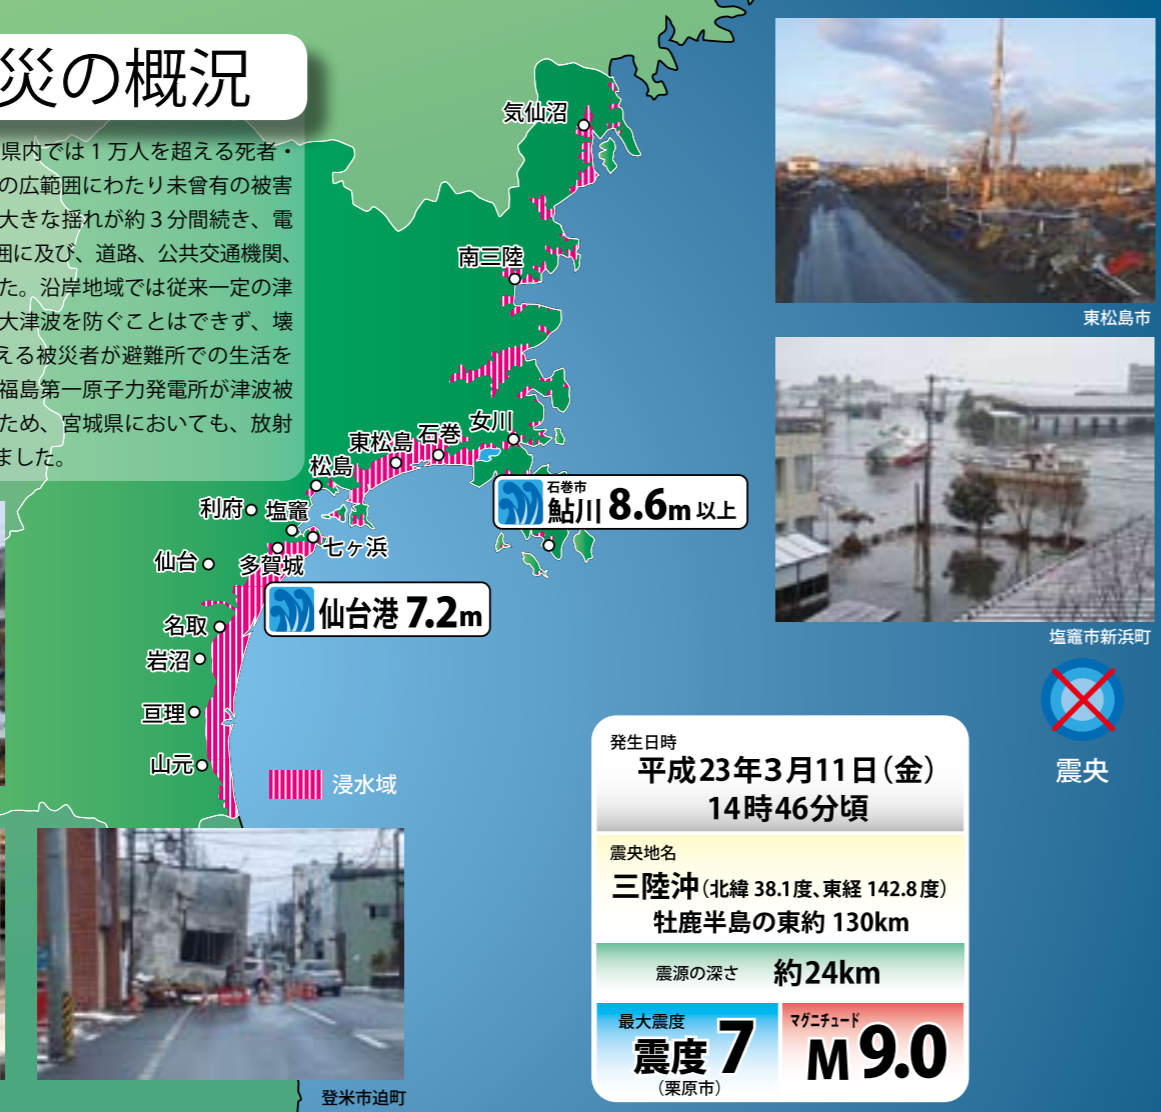 災の概況
県内では1万人を超える死者・
の広範囲にわたり未曾有の被害
大きな揺れが約3分間続き、電
囲に及び、道路、公共交通機関、
た。沿岸地域では従来一定の津
大津波を防ぐことはできず、壊
える被災者が避難所での生活を
福島第一原子力発電所が津波被
ため、宮城県においても、放射
ました。
気仙沼
南三陸
女川
石巻
東松島
松島
利府
塩竈
七ヶ浜
多賀城
仙台
名取
岩沼
亘理
山元
石巻市
鮎川 8.6m 以上
仙台港 7.2m
浸水域
東松島市
塩竈市新浜町
震央
登米市迫町
発生日時
平成23年3月11日（金）
14時46分頃
震央地名
三陸沖（北緯 38.1度、東経 142.8度）
牡鹿半島の東約 130km
震源の深さ 約24km
最大震度
震度 7
（栗原市）
マグニチュード
M 9.0